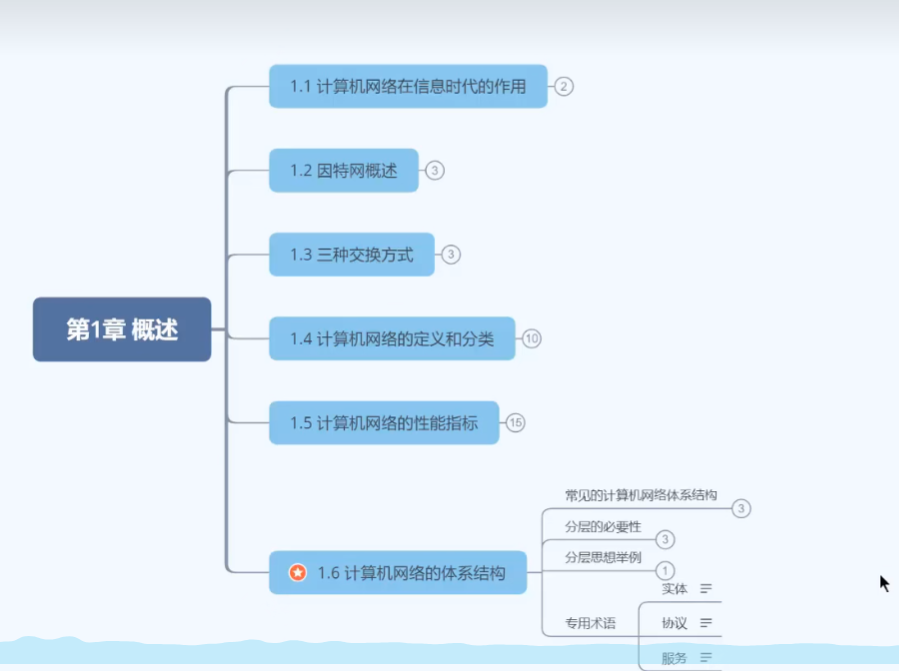 1.1 计算机网络在信息时代的作用 2
1.2 因特网概述 3
1.3 三种交换方式 3
第1章 概述
1.4 计算机网络的定义和分类 10
1.5 计算机网络的性能指标 15
1.6 计算机网络的体系结构
常见的计算机网络体系结构 3
分层的必要性 3
分层思想举例 1
专用术语
实体
协议
服务